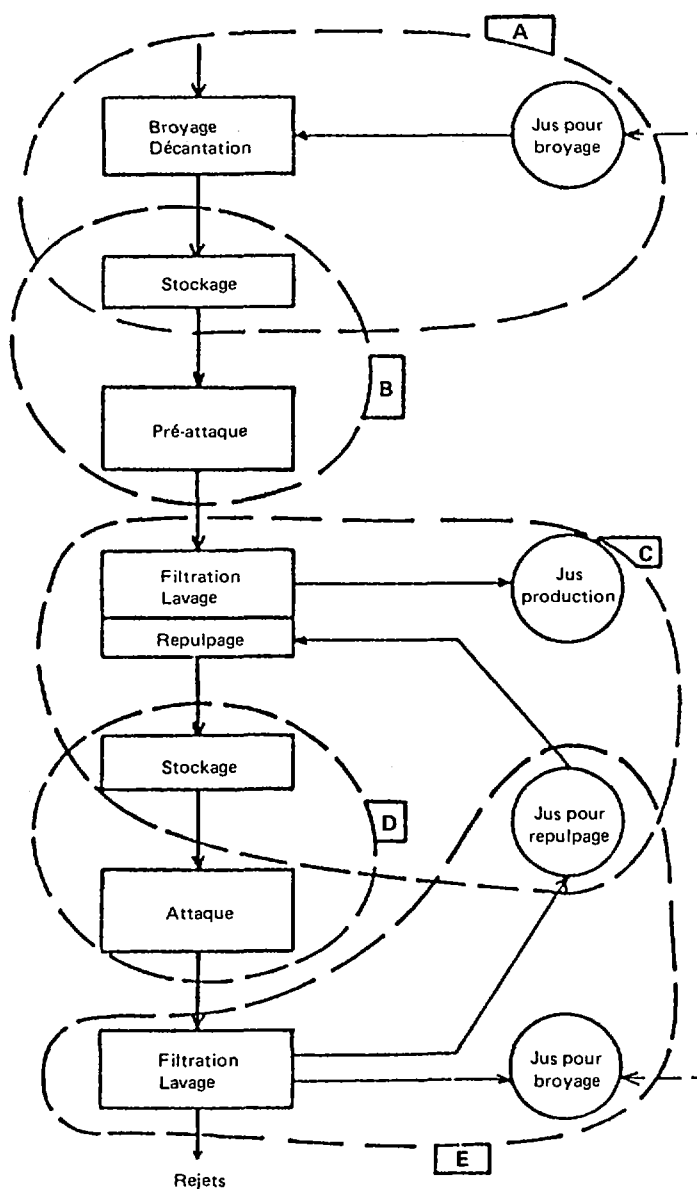 A
Broyage
Décantation
Jus pour
broyage
Stockage
B
Pré-attaque
C
Filtration
Lavage
Jus
production
Repulpage
Stockage
D
Jus pour
repulpage
Attaque
Filtration
Lavage
Jus pour
broyage
E
Rejets